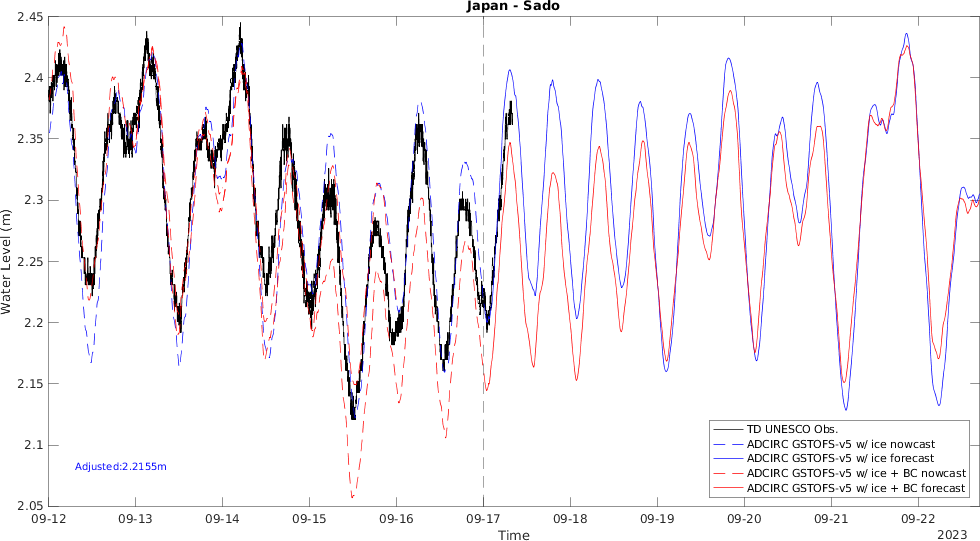 Japan - Sado
2.45
2.4
2.35
2.3
2.25
2.2
2.15
2.1
2.05
Water Level (m)
Adjusted:2.2155m
TD UNESCO Obs.
ADCIRC GSTOFS-v5 w/ ice nowcast
ADCIRC GSTOFS-v5 w/ ice forecast
ADCIRC GSTOFS-v5 w/ ice + BC nowcast
ADCIRC GSTOFS-v5 w/ ice + BC forecast
09-12 09-13 09-14 09-15 09-16 09-17 09-18 09-19 09-20 09-21 09-22
Time
2023